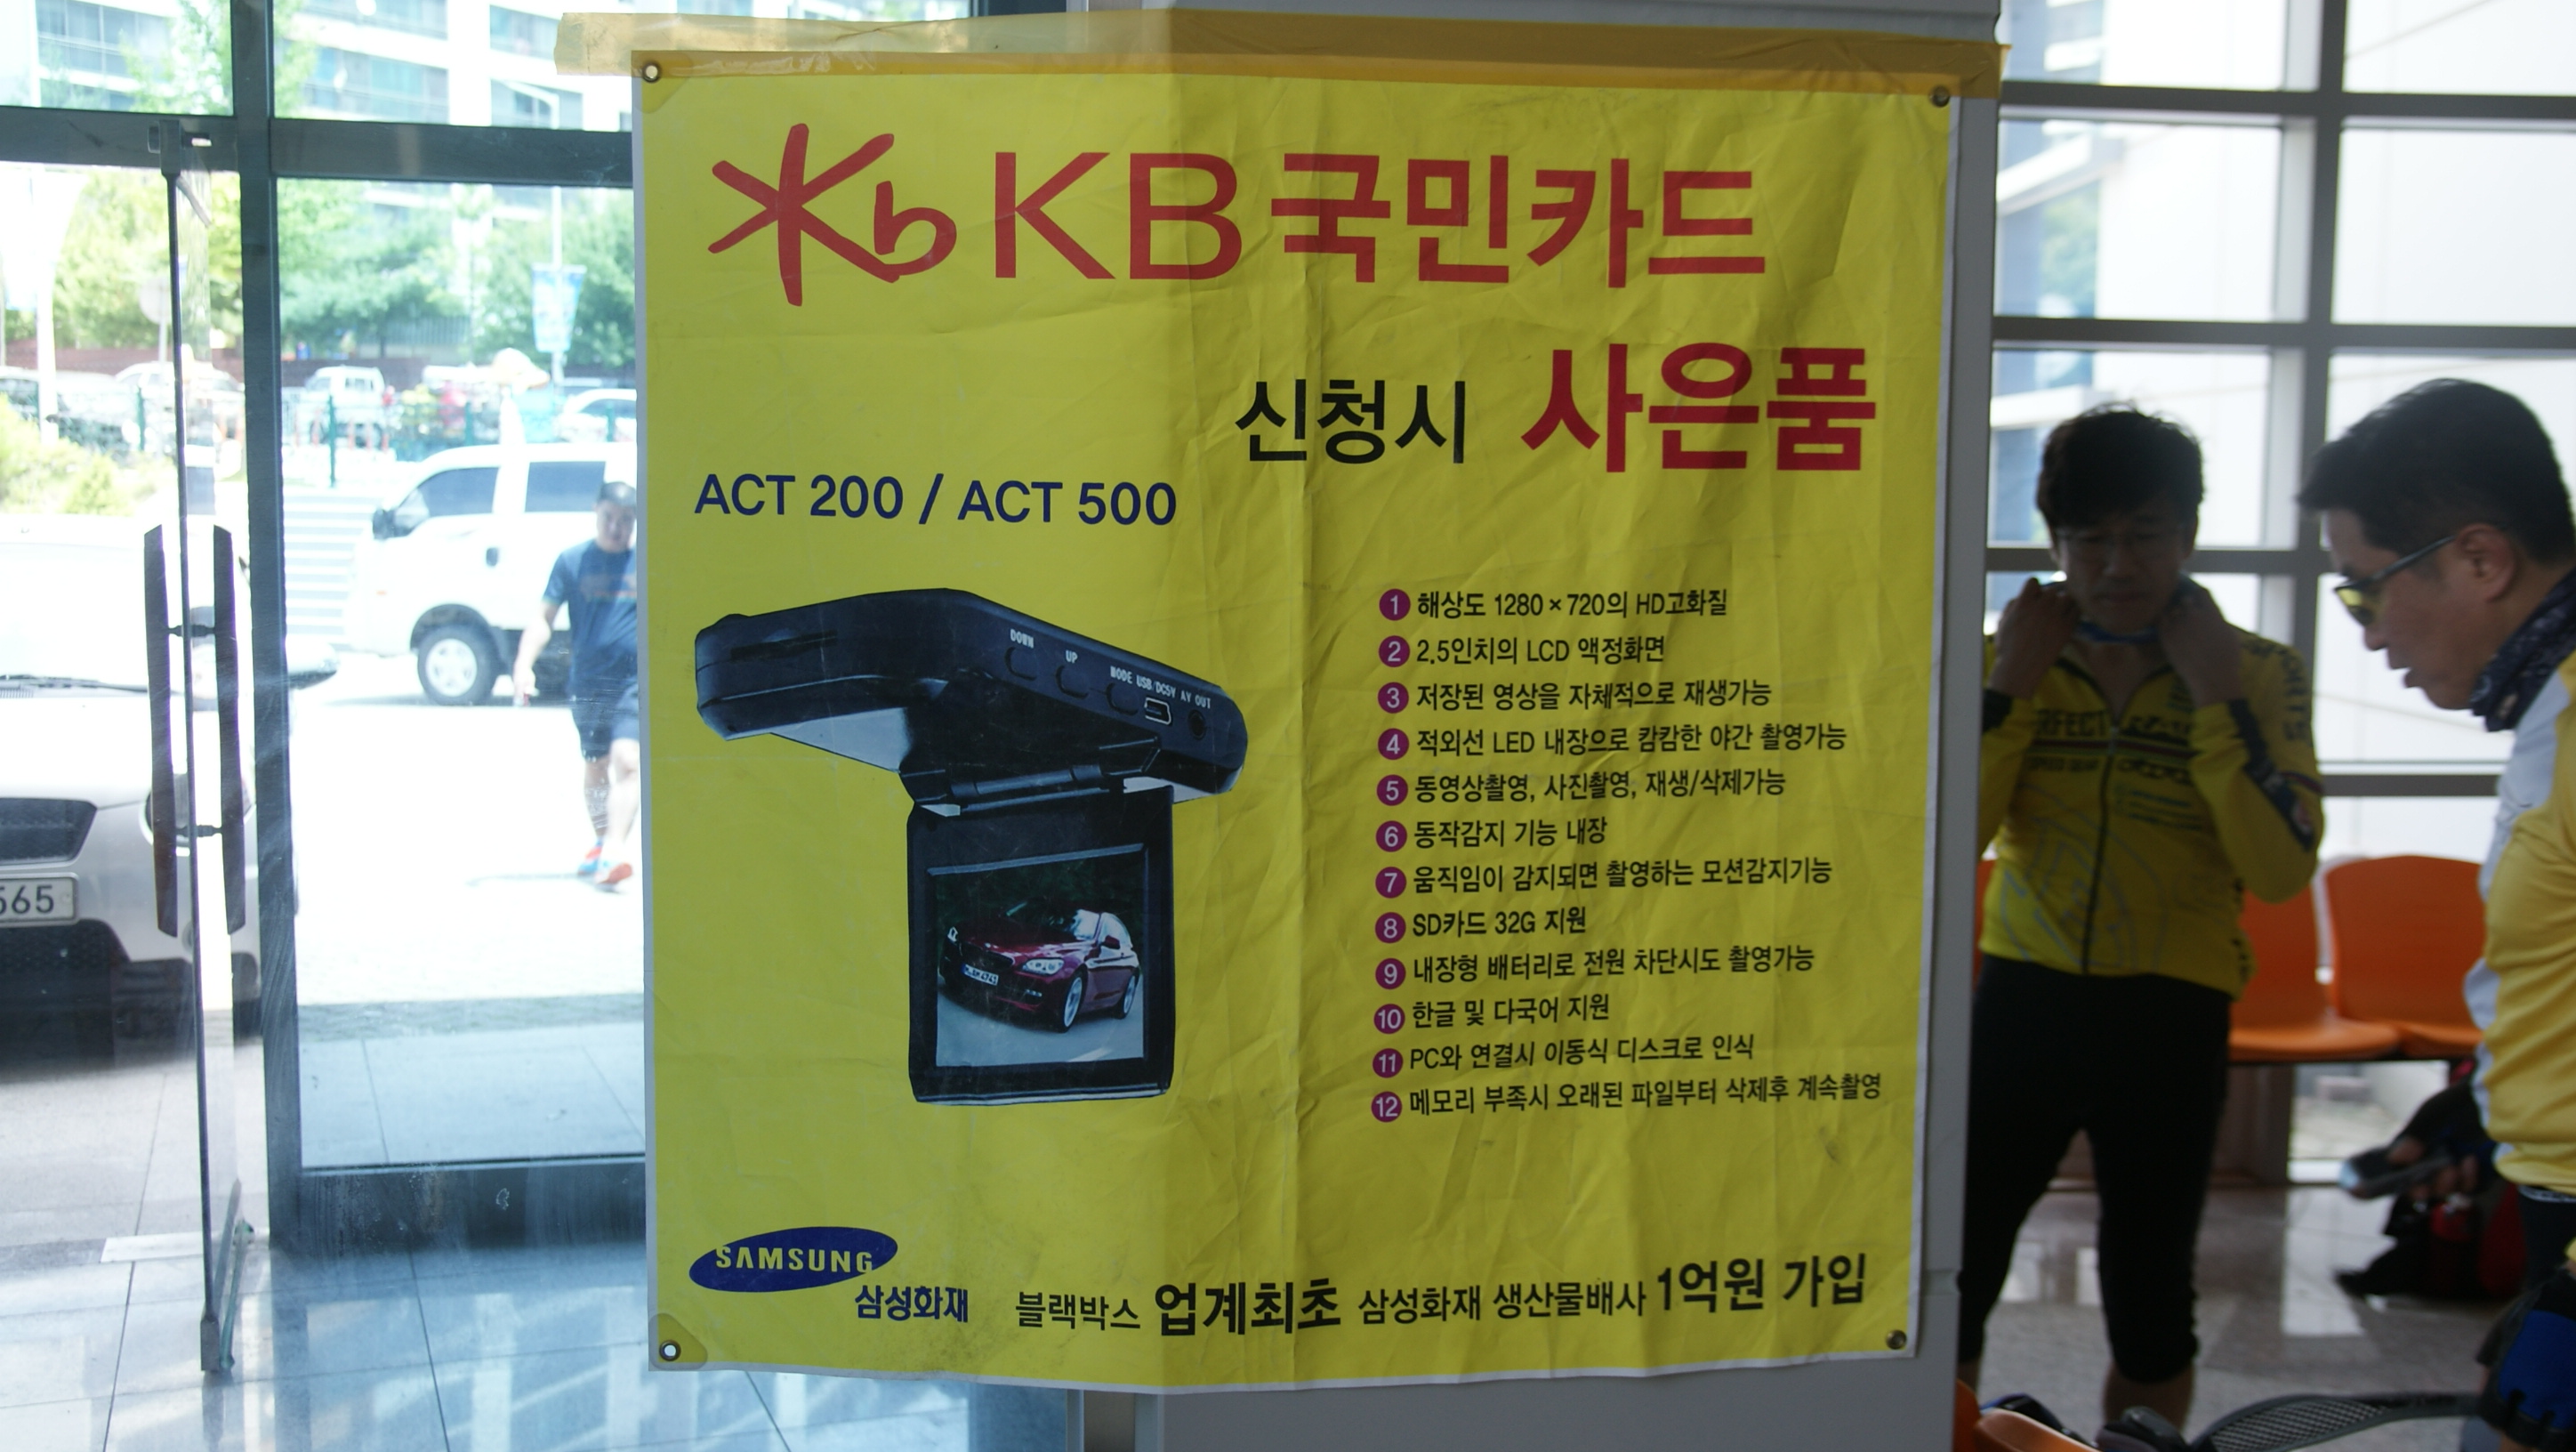 Kb KB국민카드
신청시 사은품
ACT 200 / ACT 500
DOWN
UP
MODE USB/DC5V AV OUT
1 해상도 1280×720의 HD고화질
2 2.5인치의 LCD 액정화면
3 저장된 영상을 자체적으로 재생가능
4 적외선 LED 내장으로 캄캄한 야간 촬영가능
5 동영상촬영, 사진촬영, 재생/삭제가능
6 동작감지 기능 내장
7 움직임이 감지되면 촬영하는 모션감지기능
8 SD카드 32G 지원
9 내장형 배터리로 전원 차단시도 촬영가능
10 한글 및 다국어 지원
11 PC와 연결시 이동식 디스크로 인식
12 메모리 부족시 오래된 파일부터 삭제후 계속촬영
SAMSUNG
삼성화재 블랙박스 업계최초 삼성화재 생산물배사 1억원 가입
565